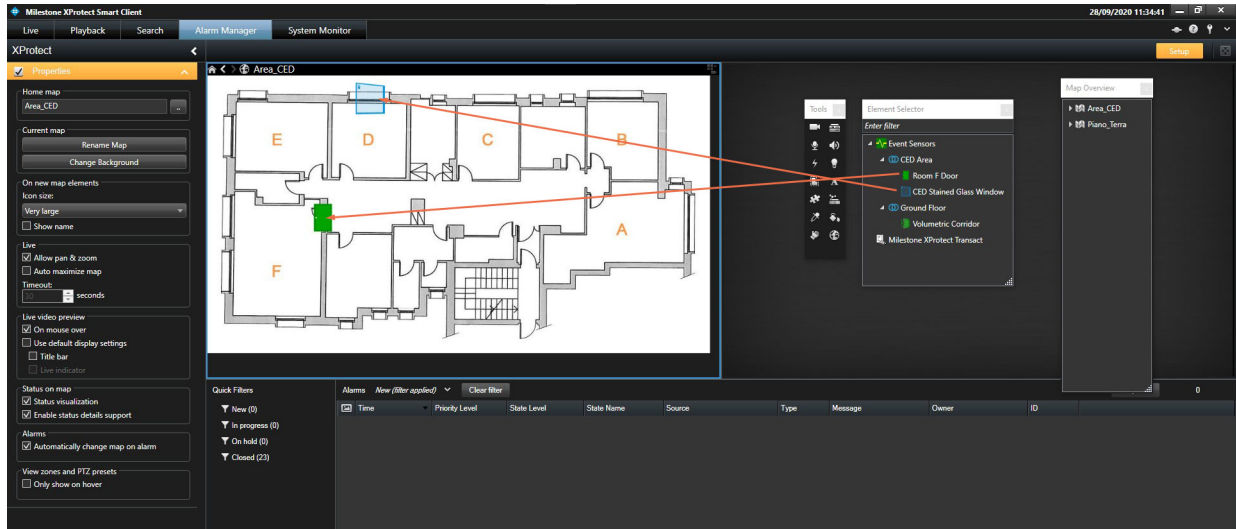 Milestone XProtect Smart Client
28/09/2020 11:34:41
Live Playback Search Alarm Manager System Monitor
XProtect
Setup
Properties
Area_CED
Home map
Area_CED
..
Current map
Rename Map
Change Background
On new map elements
Icon size:
Very large
Show name
Live
Allow pan & zoom
Auto maximize map
Timeout:
30 seconds
Live video preview
On mouse over
Use default display settings
Title bar
Live indicator
Status on map
Status visualization
Enable status details support
Alarms
Automatically change map on alarm
View zones and PTZ presets
Only show on hover
E
D
C
B
A
F
Tools
Element Selector
Enter filter
Event Sensors
CED Area
Room F Door
CED Stained Glass Window
Ground Floor
Volumetric Corridor
Milestone XProtect Transact
Map Overview
Area_CED
Piano_Terra
Quick Filters
New (0)
In progress (0)
On hold (0)
Closed (23)
Alarms New (filter applied) Clear filter
0
Time Priority Level State Level State Name Source Type Message Owner ID